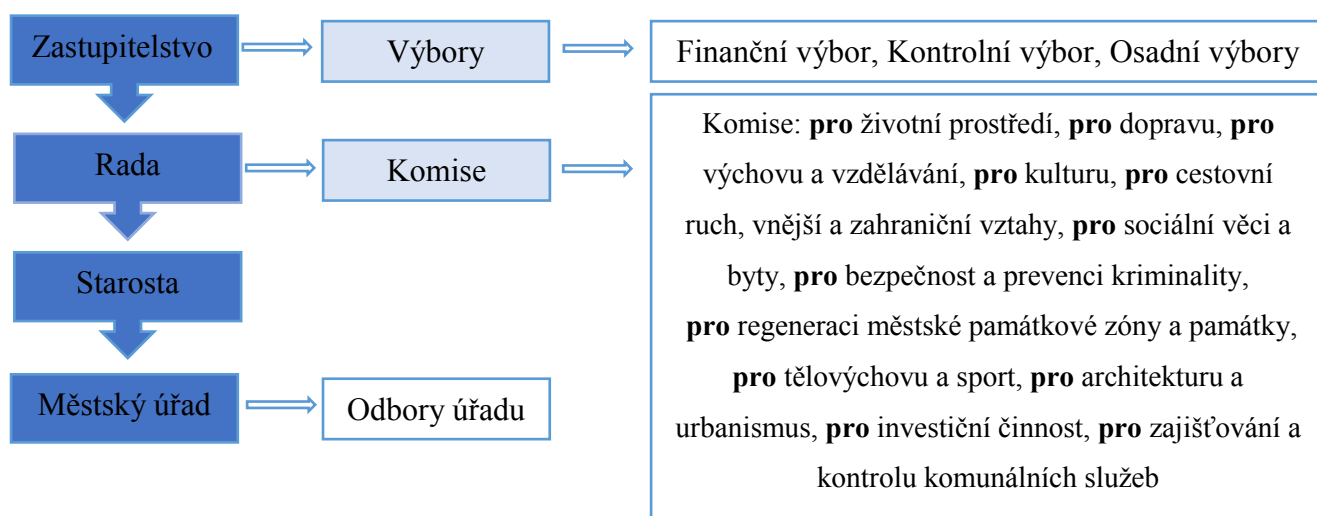 Zastupitelstvo
Výbory
Finanční výbor, Kontrolní výbor, Osadní výbory
Rada
Komise
Komise: pro životní prostředí, pro dopravu, pro
výchovu a vzdělávání, pro kulturu, pro cestovní
ruch, vnější a zahraniční vztahy, pro sociální věci a
byty, pro bezpečnost a prevenci kriminality,
pro regeneraci městské památkové zóny a památky,
pro tělovýchovu a sport, pro architekturu a
urbanismus, pro investiční činnost, pro zajišťování a
kontrolu komunálních služeb
Starosta
Městský úřad
Odbory úřadu